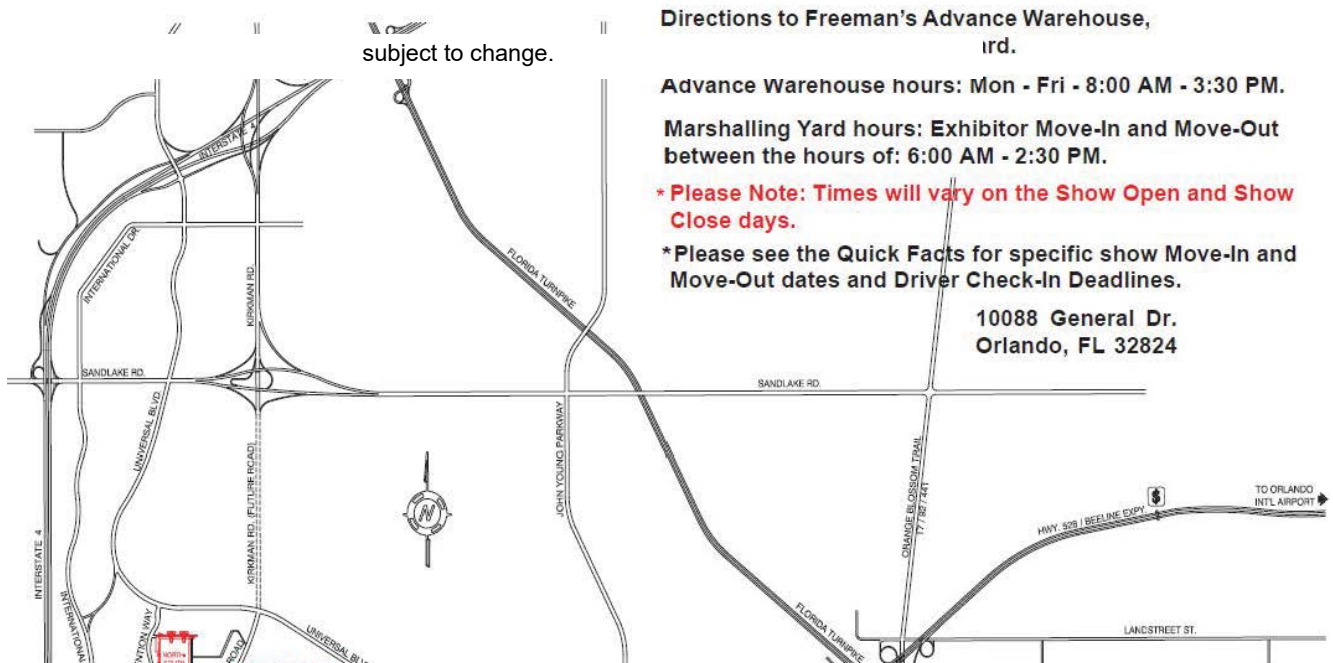 Directions to Freeman's Advance Warehouse,
subject to change.
Advance Warehouse hours: Mon - Fri - 8:00 AM - 3:30 PM.
Marshalling Yard hours: Exhibitor Move-In and Move-Out
between the hours of: 6:00 AM - 2:30 PM.
* Please Note: Times will vary on the Show Open and Show
Close days.
*Please see the Quick Facts for specific show Move-In and
Move-Out dates and Driver Check-In Deadlines.
10088 General Dr.
Orlando, FL 32824
INTERSTATE 4
INTERNATIONAL DR.
KIRKMAN RD.
FLORIDA TURNPIKE
SANDLAKE RD.
SANDLAKE RD.
UNIVERSAL BLVD.
KIRKMAN RD. (FUTURE ROAD)
JOHN YOUNG PARKWAY
ORANGE BLOSSOM TRAIL
17 / 92 / 441
N
$
HWY. 528 / BEELINE EXPY
TO ORLANDO
INT'L AIRPORT
INTERSTATE 4
INTERNATIONAL
WAY
NORTH
ROAD
UNIVERSAL
FLORIDA TURNPIKE
LANDSTREET ST.